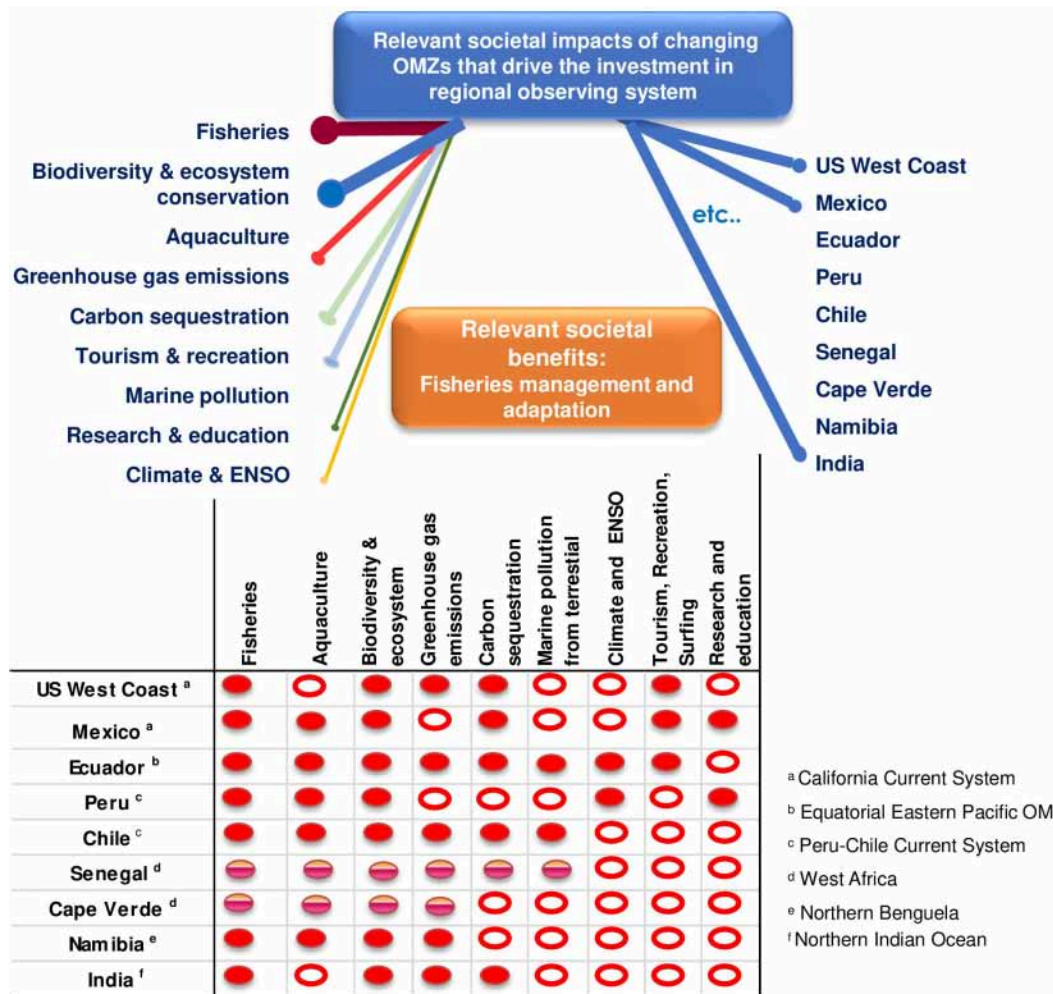 Relevant societal impacts of changing
OMZs that drive the investment in
regional observing system
Fisheries
Biodiversity & ecosystem
conservation
Aquaculture
Greenhouse gas emissions
Carbon sequestration
Tourism & recreation
Marine pollution
Research & education
Climate & ENSO
etc..
US West Coast
Mexico
Ecuador
Peru
Chile
Senegal
Cape Verde
Namibia
India
Relevant societal
benefits:
Fisheries management and
adaptation
Fisheries
Aquaculture
Biodiversity &
ecosystem
Greenhouse gas
emissions
Carbon
sequestration
Marine pollution
from terrestial
Climate and ENSO
Tourism, Recreation,
Surfing
Research and
education
US West Coast a
Mexico a
Ecuador b
Peru c
Chile c
Senegal d
Cape Verde d
Namibia e
India f
a California Current System
b Equatorial Eastern Pacific OM
c Peru-Chile Current System
d West Africa
e Northern Benguela
f Northern Indian Ocean